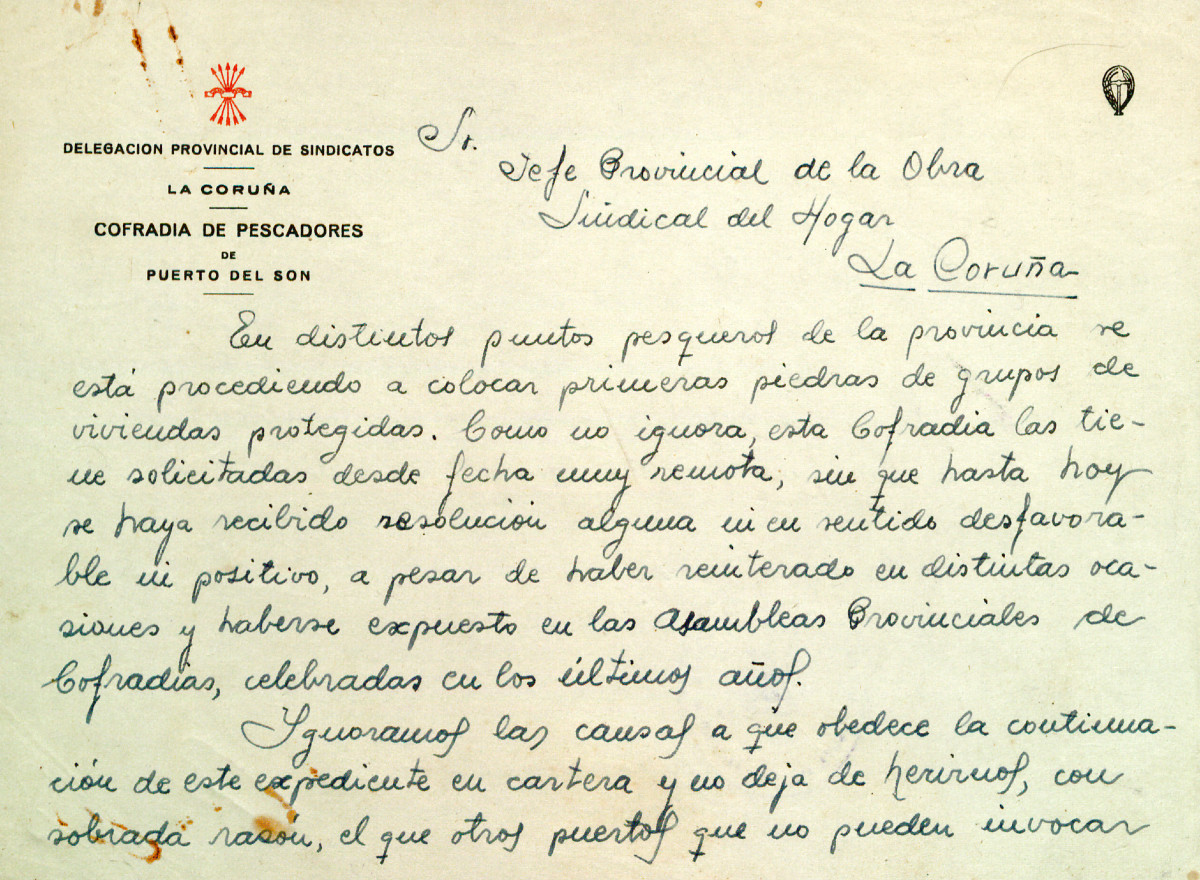 DELEGACION PROVINCIAL DE SINDICATOS
LA CORUÑA
COFRADIA DE PESCADORES
DE
PUERTO DEL SON
Sr.
Jefe Provincial de la Obra
Sindical del Hogar
La Coruña
En distintos puntos pesqueros de la provincia se
está procediendo a colocar primeras piedras de grupos de
viviendas protegidas. Como no ignora, esta Cofradía las tie-
ne solicitadas desde fecha muy remota, sin que hasta hoy
se haya recibido resolución alguna ni en sentido desfavora-
ble ni positivo, a pesar de haber reiterado en distintas oca-
siones y haberse expuesto en las Asambleas Provinciales de
Cofradías, celebradas en los últimos años.
Ignoramos las causas a que obedece la continua-
ción de este expediente en cartera y no deja de herirnos, con
sobrada rasón, el que otros puertos que no pueden invocar